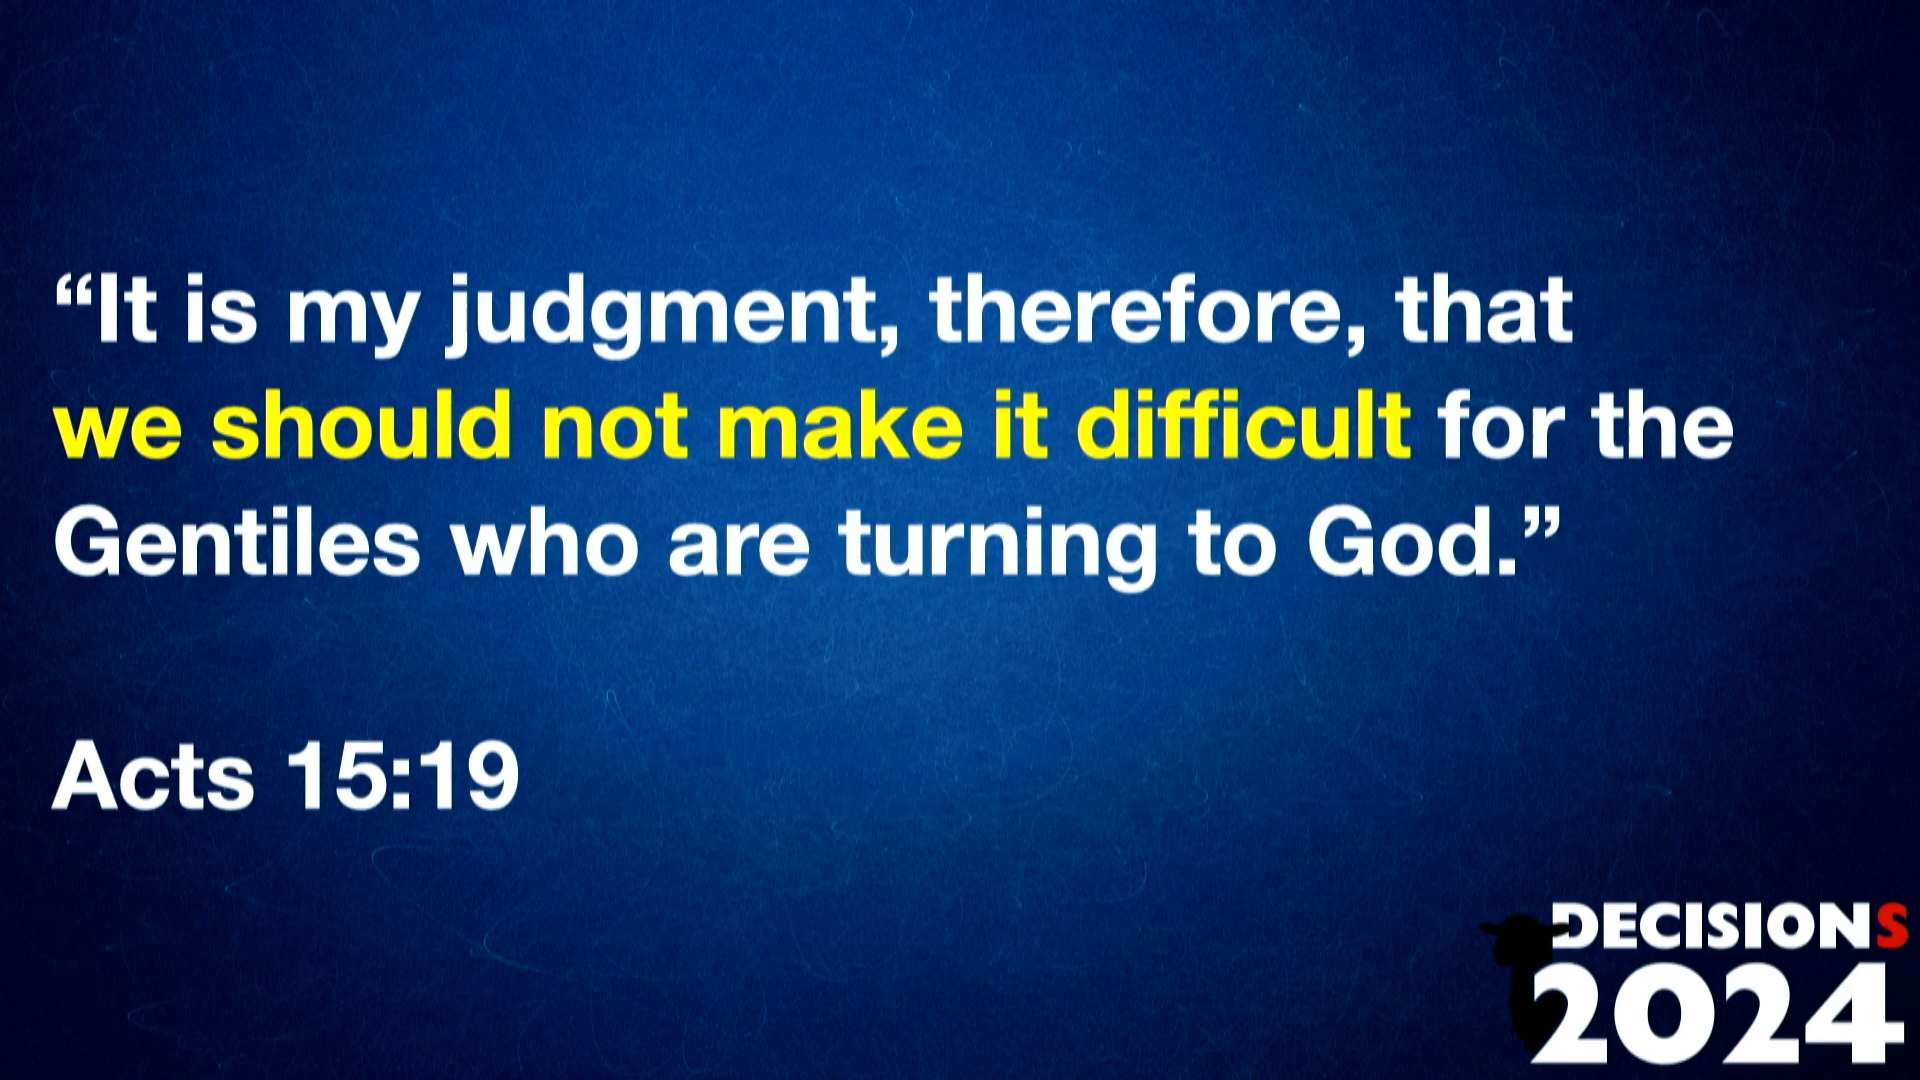 “It is my judgment, therefore, that
we should not make it difficult for the
Gentiles who are turning to God.”
Acts 15:19
DECISIONS
2024